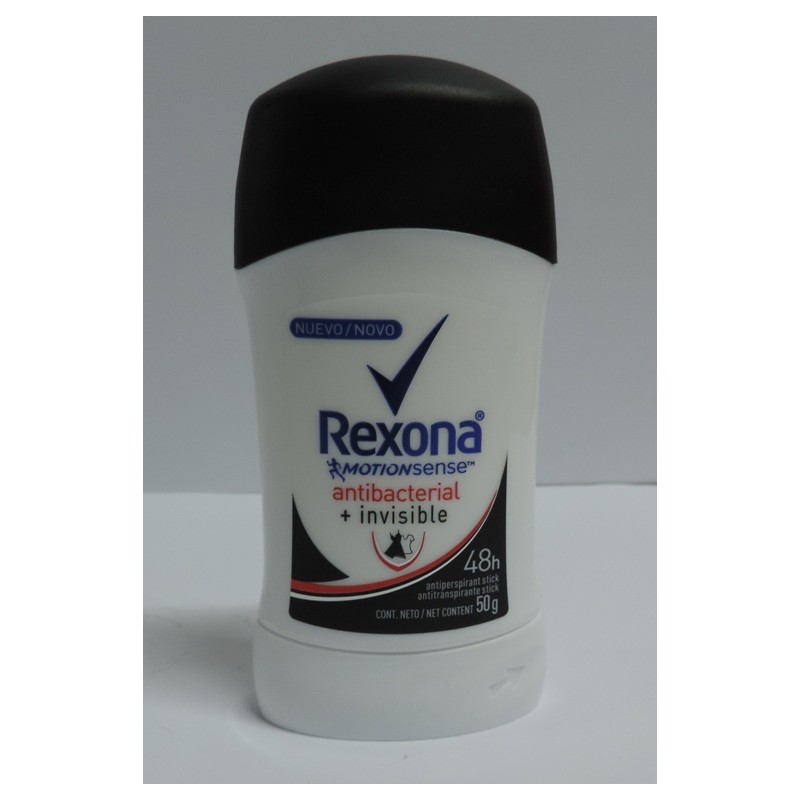 NUEVO/NOVO
Rexona®
MOTIONsense™
antibacterial
+ invisible
48h
antiperspirant stick
antitranspirante stick
CONT. NETO / NET CONTENT 50g